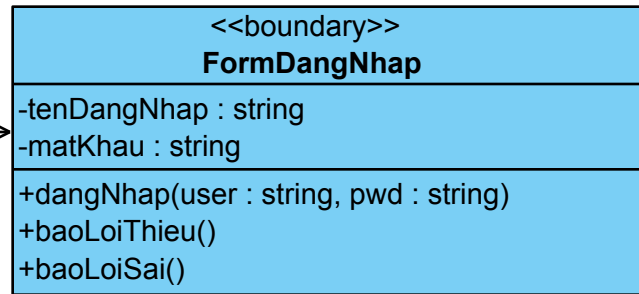 <<boundary>>
FormDangNhap
-tenDangNhap : string
-matKhau : string
+dangNhap(user : string, pwd : string)
+baoLoiThieu()
+baoLoiSai()